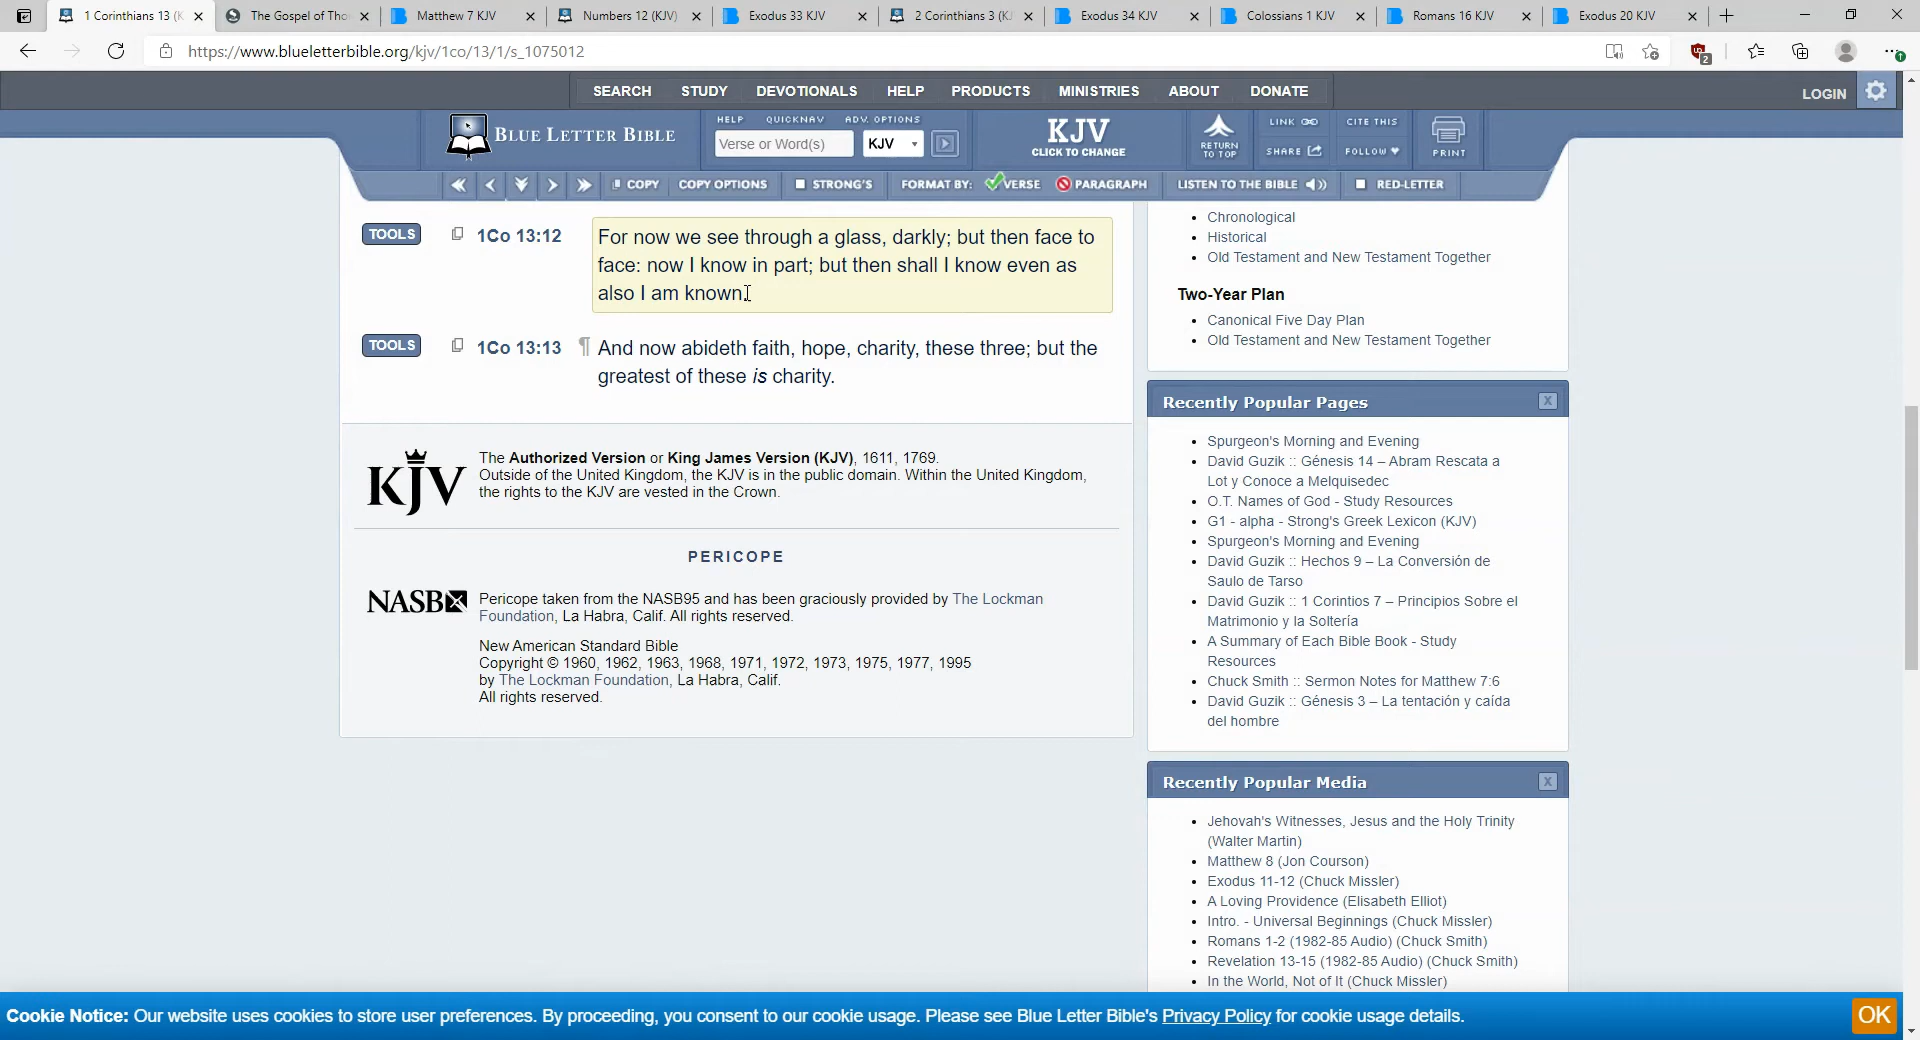 1 Corinthians 13 (K
The Gospel of Tho
Matthew 7 KJV
Numbers 12 (KJV)
Exodus 33 KJV
2 Corinthians 3 (KJ
Exodus 34 KJV
Colossians 1 KJV
Romans 16 KJV
Exodus 20 KJV
https://www.blueletterbible.org/kjv/1co/13/1/s_1075012
2
SEARCH STUDY DEVOTIONALS HELP PRODUCTS MINISTRIES ABOUT DONATE
LOGIN
BLUE LETTER BIBLE
HELP QUICKNAV ADV. OPTIONS
Verse or Word(s) KJV
KJV
CLICK TO CHANGE
RETURN
TO TOP
LINK CITE THIS
SHARE FOLLOW
PRINT
COPY COPY OPTIONS STRONG'S FORMAT BY: VERSE PARAGRAPH LISTEN TO THE BIBLE RED-LETTER
TOOLS 1Co 13:12 For now we see through a glass, darkly; but then face to
face: now I know in part; but then shall I know even as
also I am known.
TOOLS 1Co 13:13 ¶ And now abideth faith, hope, charity, these three; but the
greatest of these is charity.
KJV
The Authorized Version or King James Version (KJV), 1611, 1769.
Outside of the United Kingdom, the KJV is in the public domain. Within the United Kingdom,
the rights to the KJV are vested in the Crown.
PERICOPE
NASB
Pericope taken from the NASB95 and has been graciously provided by The Lockman
Foundation, La Habra, Calif. All rights reserved.
New American Standard Bible
Copyright © 1960, 1962, 1963, 1968, 1971, 1972, 1973, 1975, 1977, 1995
by The Lockman Foundation, La Habra, Calif.
All rights reserved.
Chronological
Historical
Old Testament and New Testament Together
Two-Year Plan
Canonical Five Day Plan
Old Testament and New Testament Together
Recently Popular Pages X
Spurgeon's Morning and Evening
David Guzik :: Génesis 14 – Abram Rescata a
Lot y Conoce a Melquisedec
O.T. Names of God - Study Resources
G1 - alpha - Strong's Greek Lexicon (KJV)
Spurgeon's Morning and Evening
David Guzik :: Hechos 9 – La Conversión de
Saulo de Tarso
David Guzik :: 1 Corintios 7 – Principios Sobre el
Matrimonio y la Soltería
A Summary of Each Bible Book - Study
Resources
Chuck Smith :: Sermon Notes for Matthew 7:6
David Guzik :: Génesis 3 – La tentación y caída
del hombre
Recently Popular Media X
Jehovah's Witnesses, Jesus and the Holy Trinity
(Walter Martin)
Matthew 8 (Jon Courson)
Exodus 11-12 (Chuck Missler)
A Loving Providence (Elisabeth Elliot)
Intro. - Universal Beginnings (Chuck Missler)
Romans 1-2 (1982-85 Audio) (Chuck Smith)
Revelation 13-15 (1982-85 Audio) (Chuck Smith)
In the World, Not of It (Chuck Missler)
Cookie Notice: Our website uses cookies to store user preferences. By proceeding, you consent to our cookie usage. Please see Blue Letter Bible's Privacy Policy for cookie usage details.
OK